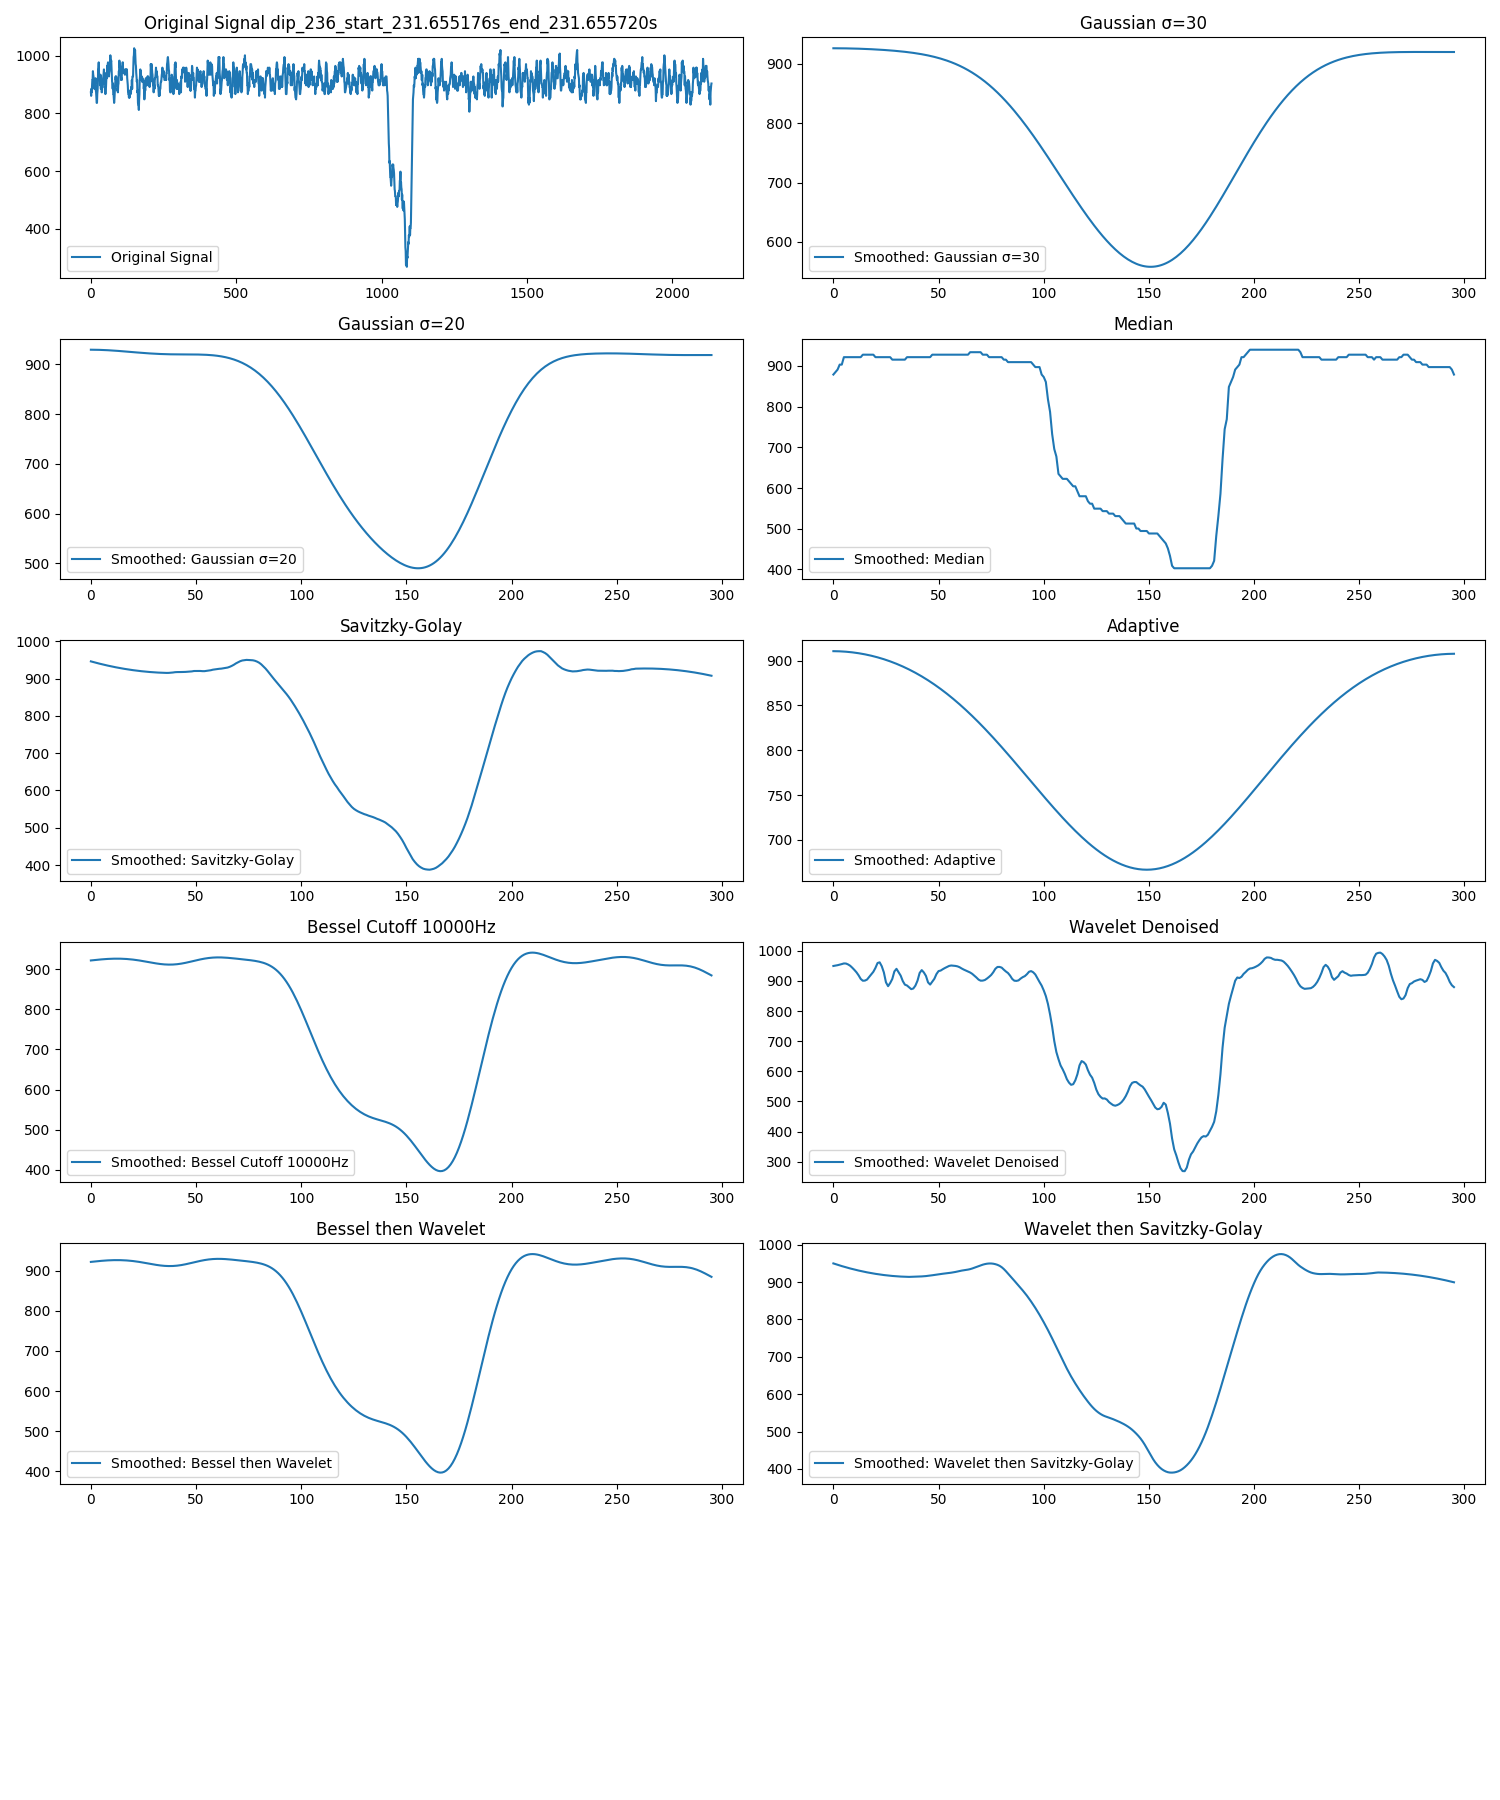 Original Signal dip_236_start_231.655176s_end_231.655720s
1000
800
600
400
Original Signal
0 500 1000 1500 2000
Gaussian σ=30
900
800
700
600
Smoothed: Gaussian σ=30
0 50 100 150 200 250 300
Gaussian σ=20
900
800
700
600
500
Smoothed: Gaussian σ=20
0 50 100 150 200 250 300
Median
900
800
700
600
500
400
Smoothed: Median
0 50 100 150 200 250 300
Savitzky-Golay
1000
900
800
700
600
500
400
Smoothed: Savitzky-Golay
0 50 100 150 200 250 300
Adaptive
900
850
800
750
700
Smoothed: Adaptive
0 50 100 150 200 250 300
Bessel Cutoff 10000Hz
900
800
700
600
500
400
Smoothed: Bessel Cutoff 10000Hz
0 50 100 150 200 250 300
Wavelet Denoised
1000
900
800
700
600
500
400
300
Smoothed: Wavelet Denoised
0 50 100 150 200 250 300
Bessel then Wavelet
900
800
700
600
500
400
Smoothed: Bessel then Wavelet
0 50 100 150 200 250 300
Wavelet then Savitzky-Golay
1000
900
800
700
600
500
400
Smoothed: Wavelet then Savitzky-Golay
0 50 100 150 200 250 300